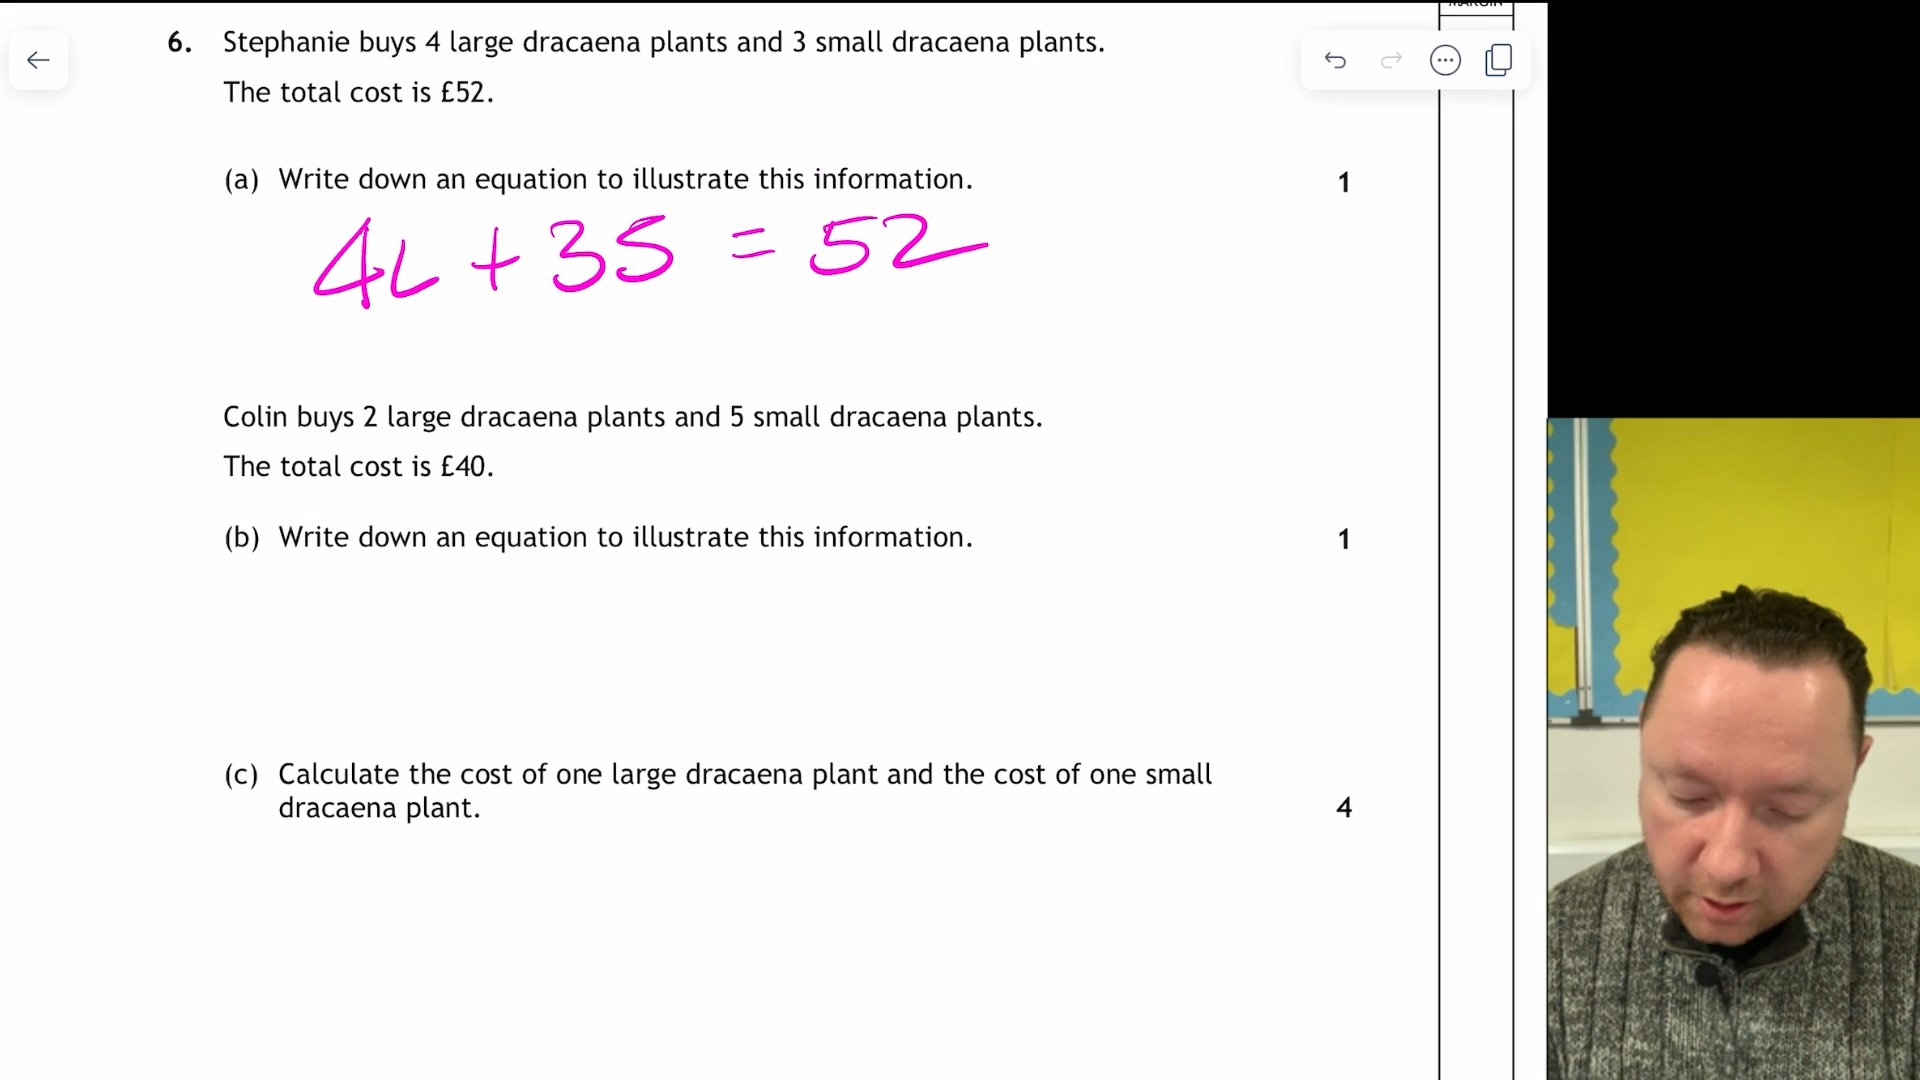 MARGIN
6. Stephanie buys 4 large dracaena plants and 3 small dracaena plants.
The total cost is £52.
(a) Write down an equation to illustrate this information. 1
4L + 3S = 52
Colin buys 2 large dracaena plants and 5 small dracaena plants.
The total cost is £40.
(b) Write down an equation to illustrate this information. 1
(c) Calculate the cost of one large dracaena plant and the cost of one small
dracaena plant. 4